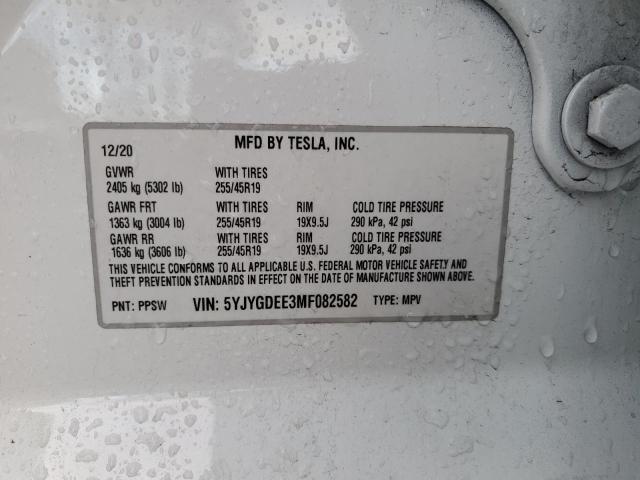 12/20 MFD BY TESLA, INC.
GVWR WITH TIRES
2405 kg (5302 lb) 255/45R19
GAWR FRT WITH TIRES RIM COLD TIRE PRESSURE
1363 kg (3004 lb) 255/45R19 19X9.5J 290 kPa, 42 psi
GAWR RR WITH TIRES RIM COLD TIRE PRESSURE
1636 kg (3606 lb) 255/45R19 19X9.5J 290 kPa, 42 psi
THIS VEHICLE CONFORMS TO ALL APPLICABLE U.S. FEDERAL MOTOR VEHICLE SAFETY AND
THEFT PREVENTION STANDARDS IN EFFECT ON THE DATE OF MANUFACTURE SHOWN ABOVE.
PNT: PPSW VIN: 5YJYGDEE3MF082582 TYPE: MPV